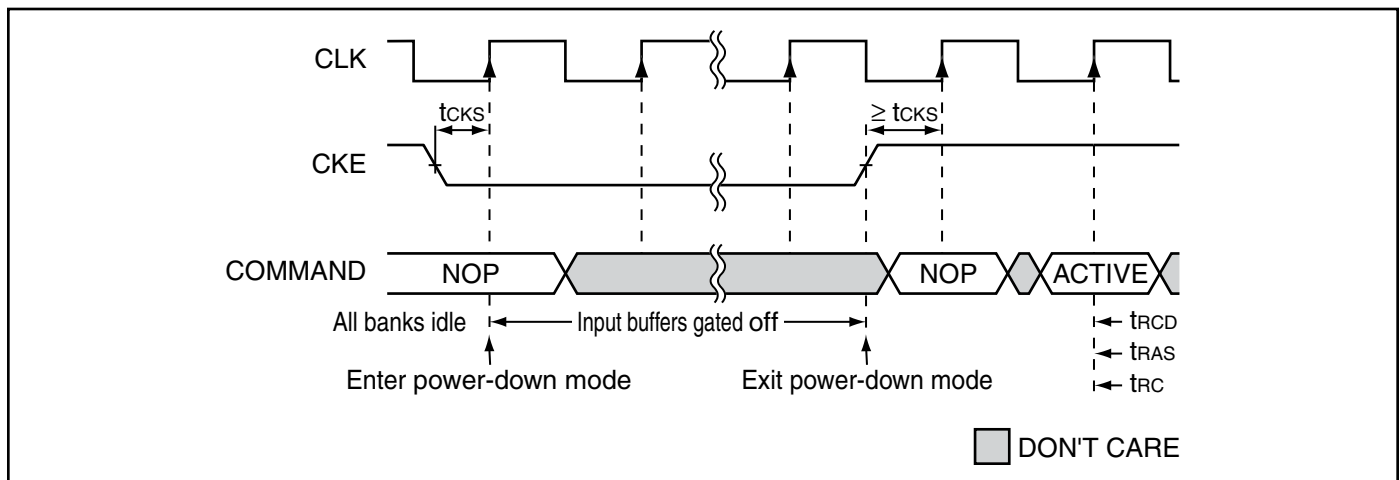 CLK
tCKS
≥ tCKS
CKE
COMMAND
NOP
NOP
ACTIVE
All banks idle
Input buffers gated off
tRCD
tRAS
Enter power-down mode
Exit power-down mode
tRC
DON'T CARE